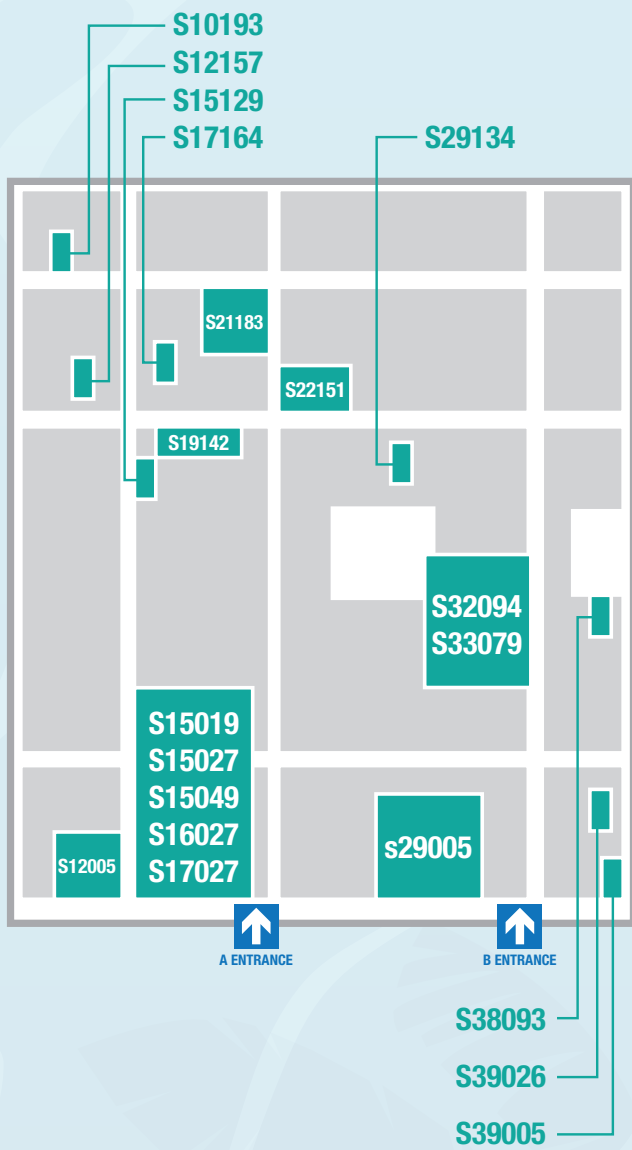 S10193
S12157
S15129
S17164
S29134
S21183
S22151
S19142
S32094
S33079
S15019
S15027
S15049
S16027
S17027
S12005
s29005
A ENTRANCE
B ENTRANCE
S38093
S39026
S39005